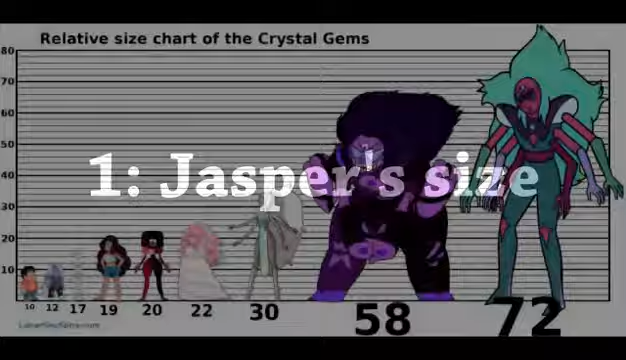 Relative size chart of the Crystal Gems
80
70
60
50
40
30
20
10
1: Jasper's size
10 12 17 19 20 22 30 58 72